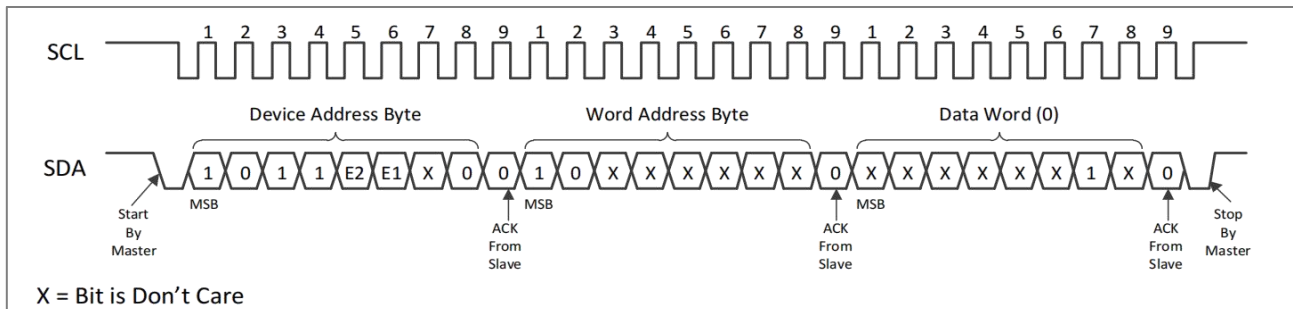 1 2 3 4 5 6 7 8 9 1 2 3 4 5 6 7 8 9 1 2 3 4 5 6 7 8 9
SCL
Device Address Byte Word Address Byte Data Word (0)
SDA 1 0 1 1 E2 E1 X 0 0 1 0 X X X X X X 0 X X X X X X 1 X 0
MSB MSB MSB
Start
By
Master
ACK
From
Slave
ACK
From
Slave
ACK
From
Slave
Stop
By
Master
X = Bit is Don't Care